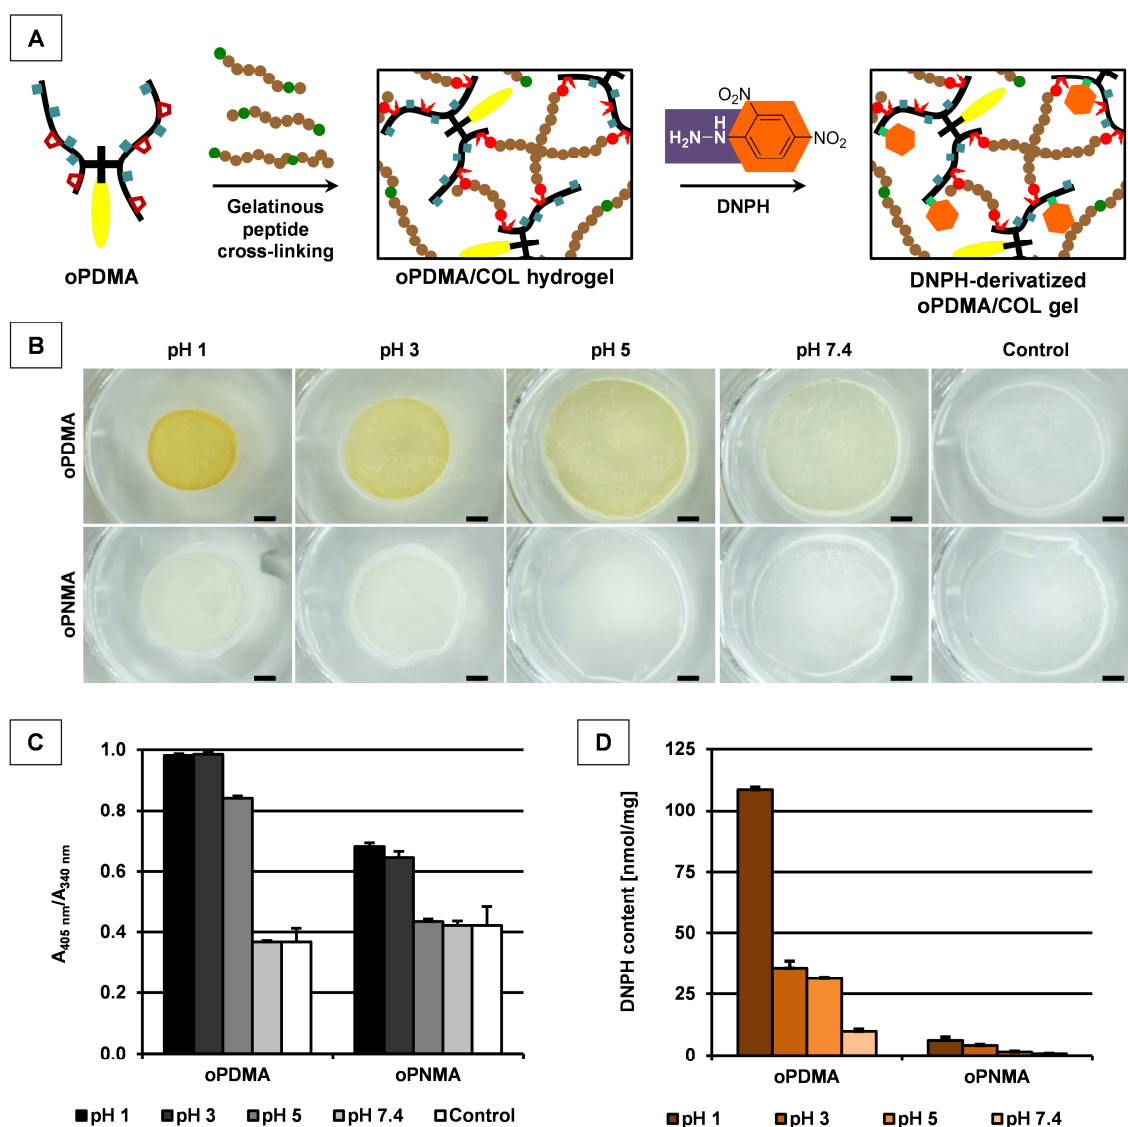 A
O₂N
H
H₂N–N
NO₂
Gelatinous
peptide
cross-linking
DNPH
oPDMA
oPDMA/COL hydrogel
DNPH-derivatized
oPDMA/COL gel
B
pH 1 pH 3 pH 5 pH 7.4 Control
oPDMA
oPNMA
C
1.0
0.8
0.6
0.4
0.2
0.0
A405 nm/A340 nm
oPDMA oPNMA
pH 1 pH 3 pH 5 pH 7.4 Control
D
125
100
75
50
25
0
DNPH content [nmol/mg]
oPDMA oPNMA
pH 1 pH 3 pH 5 pH 7.4